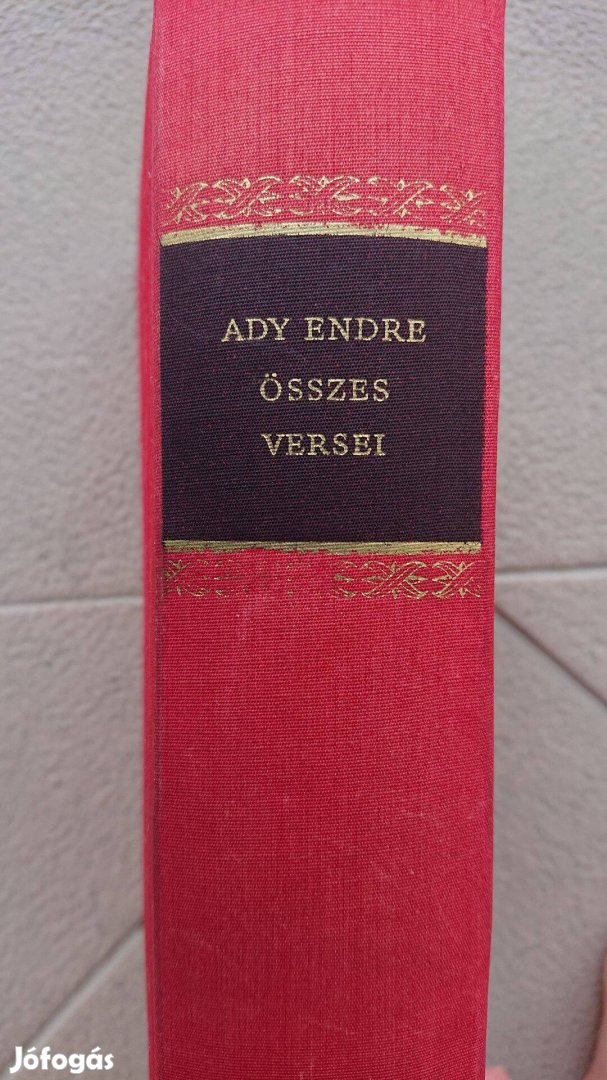 ADY ENDRE
ÖSSZES
VERSEI
Jófogás